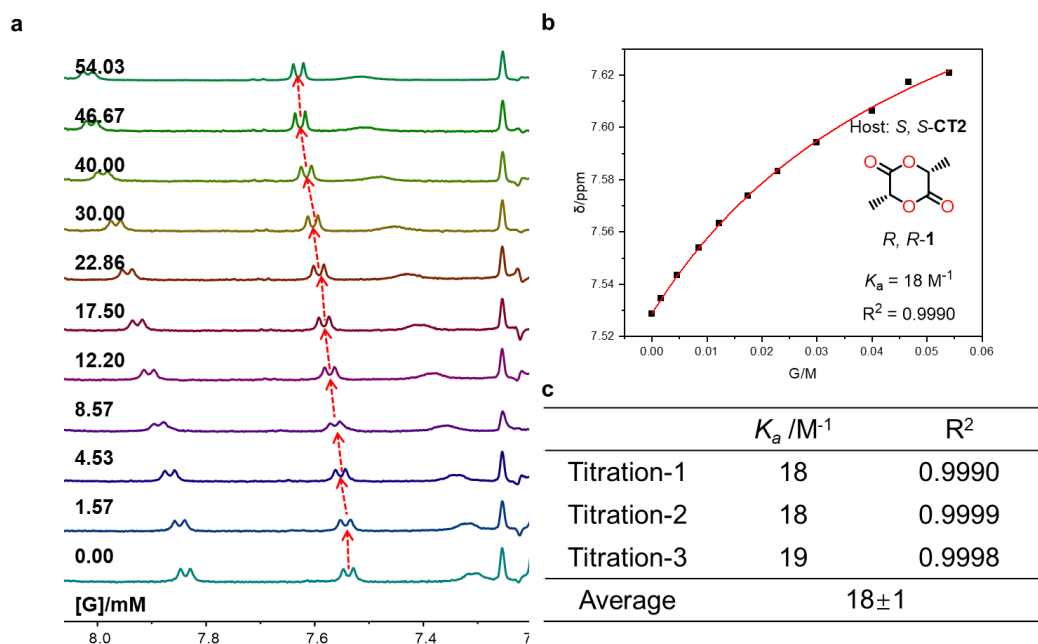 a
54.03
46.67
40.00
30.00
22.86
17.50
12.20
8.57
4.53
1.57
0.00
[G]/mM
8.0 7.8 7.6 7.4
b
δ/ppm
7.62
7.60
7.58
7.56
7.54
7.52
0.00 0.01 0.02 0.03 0.04 0.05 0.06
G/M
Host: S, S-CT2
O
O
O
O
R, R-1
Kₐ = 18 M⁻¹
R² = 0.9990
c
Kₐ /M⁻¹ R²
Titration-1 18 0.9990
Titration-2 18 0.9999
Titration-3 19 0.9998
Average 18±1